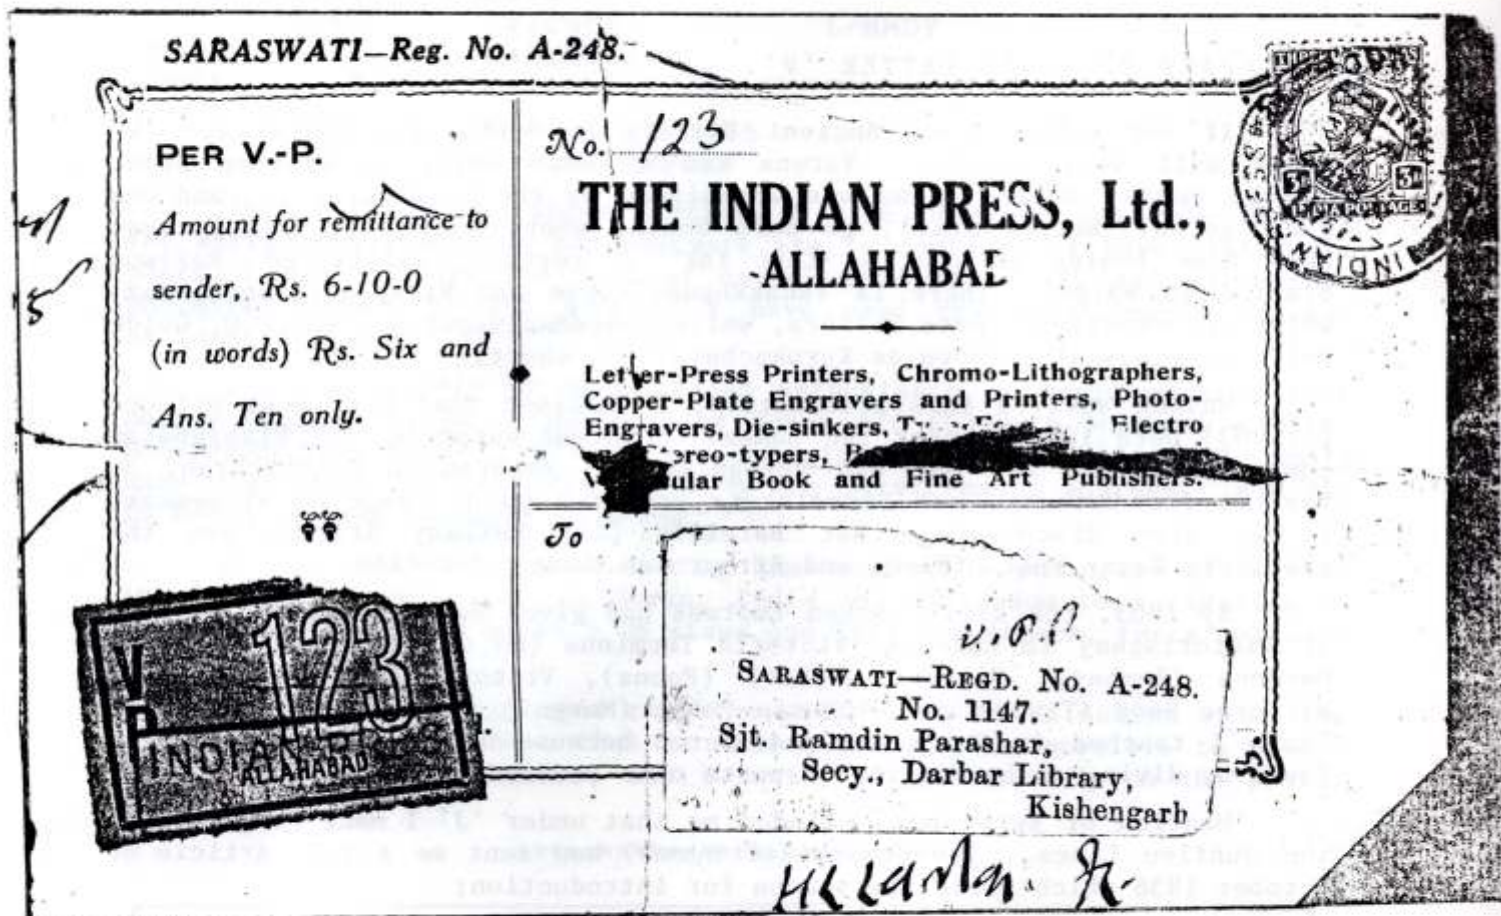 SARASWATI—Reg. No. A-248.
PER V.-P.
Amount for remittance to
sender, Rs. 6-10-0
(in words) Rs. Six and
Ans. Ten only.
No. 123
THE INDIAN PRESS, Ltd.,
ALLAHABAD
Letter-Press Printers, Chromo-Lithographers,
Copper-Plate Engravers and Printers, Photo-
Engravers, Die-sinkers, Electro
Book and Fine Art Publishers.
To
SARASWATI—REGD. No. A-248.
No. 1147.
Sjt. Ramdin Parashar,
Secy., Darbar Library,
Kishengarh
VP 123
INDIAN
ALLAHABAD
INDIAN